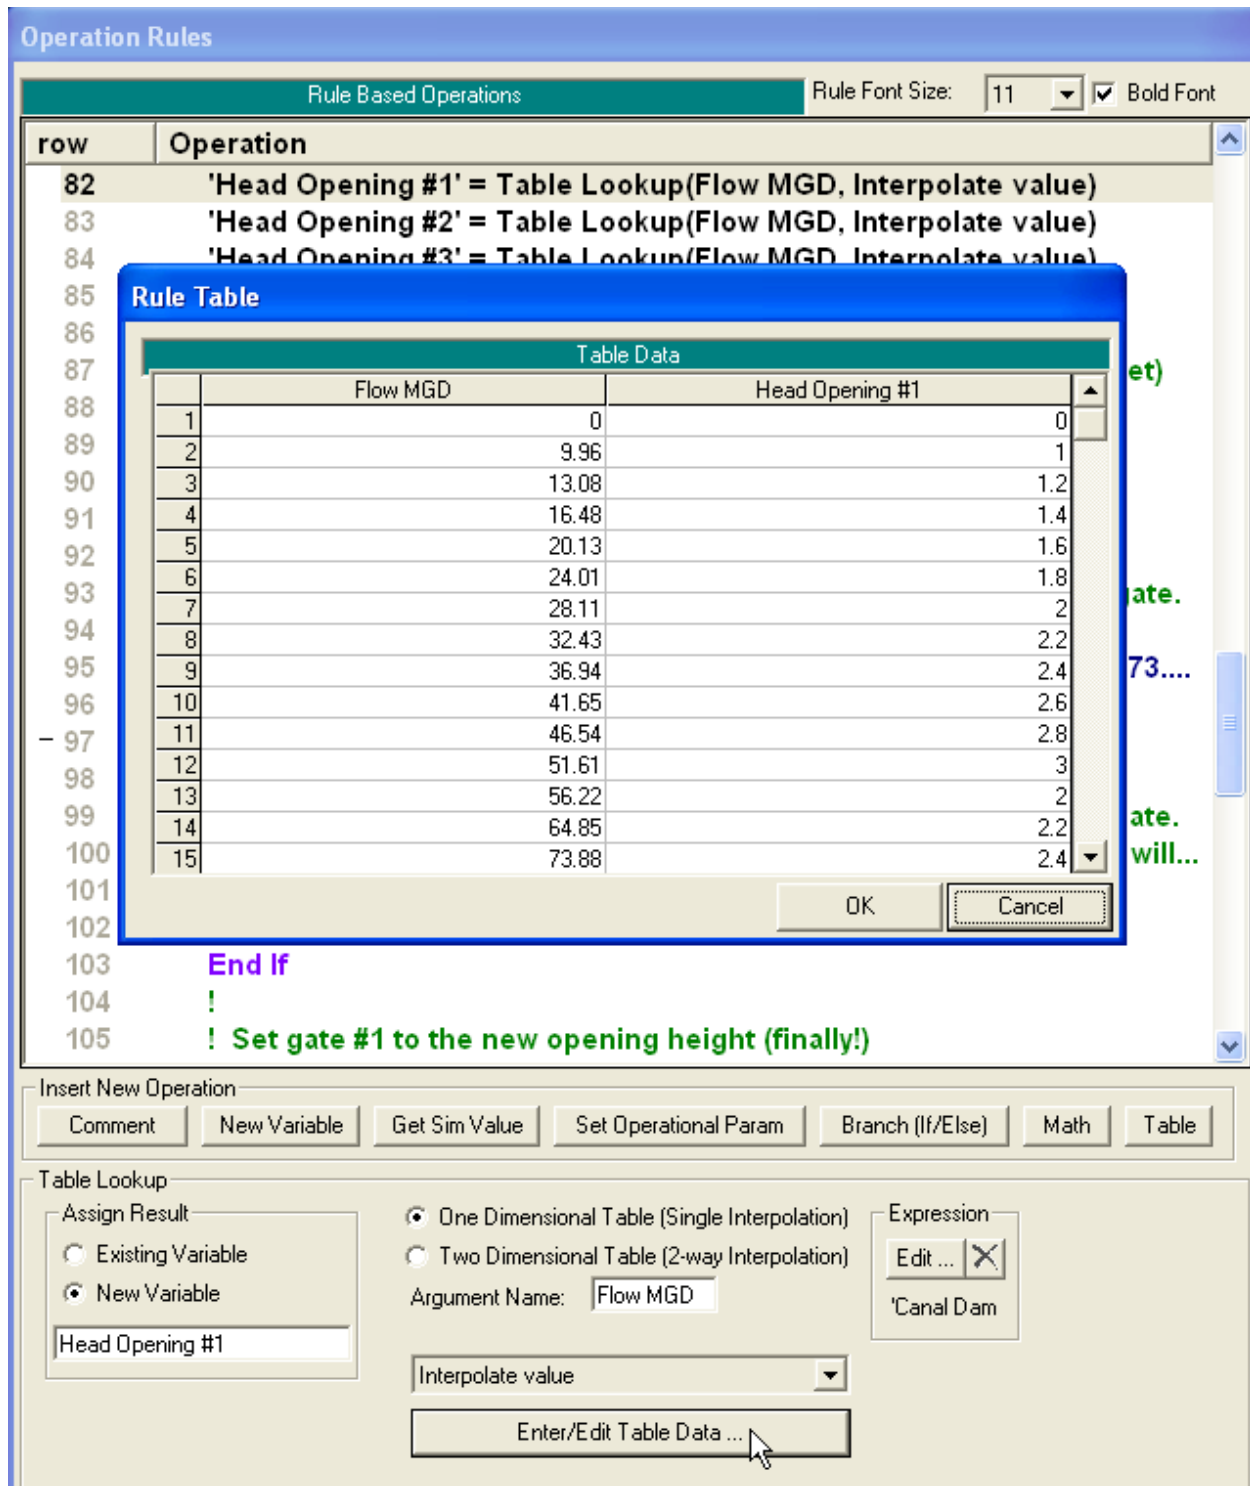 Operation Rules
Rule Based Operations Rule Font Size: 11 Bold Font
row Operation
82 'Head Opening #1' = Table Lookup(Flow MGD, Interpolate value)
83 'Head Opening #2' = Table Lookup(Flow MGD, Interpolate value)
84 'Head Opening #3' = Table Lookup(Flow MGD, Interpolate value)
85
Rule Table
86
Table Data
87 et)
Flow MGD Head Opening #1
88
1 0 0
89
2 9.96 1
90
3 13.08 1.2
91
4 16.48 1.4
92
5 20.13 1.6
93
6 24.01 1.8
ate.
7 28.11 2
94
8 32.43 2.2
95 73....
9 36.94 2.4
96
10 41.65 2.6
– 97
11 46.54 2.8
98
12 51.61 3
99
13 56.22 2
ate.
14 64.85 2.2
100 will...
15 73.88 2.4
101
OK Cancel
102
103 End If
104 !
105 ! Set gate #1 to the new opening height (finally!)
Insert New Operation
Comment New Variable Get Sim Value Set Operational Param Branch (If/Else) Math Table
Table Lookup
Assign Result
Existing Variable
New Variable
Head Opening #1
One Dimensional Table (Single Interpolation)
Two Dimensional Table (2-way Interpolation)
Argument Name: Flow MGD
Interpolate value
Enter/Edit Table Data ...
Expression
Edit ...
'Canal Dam